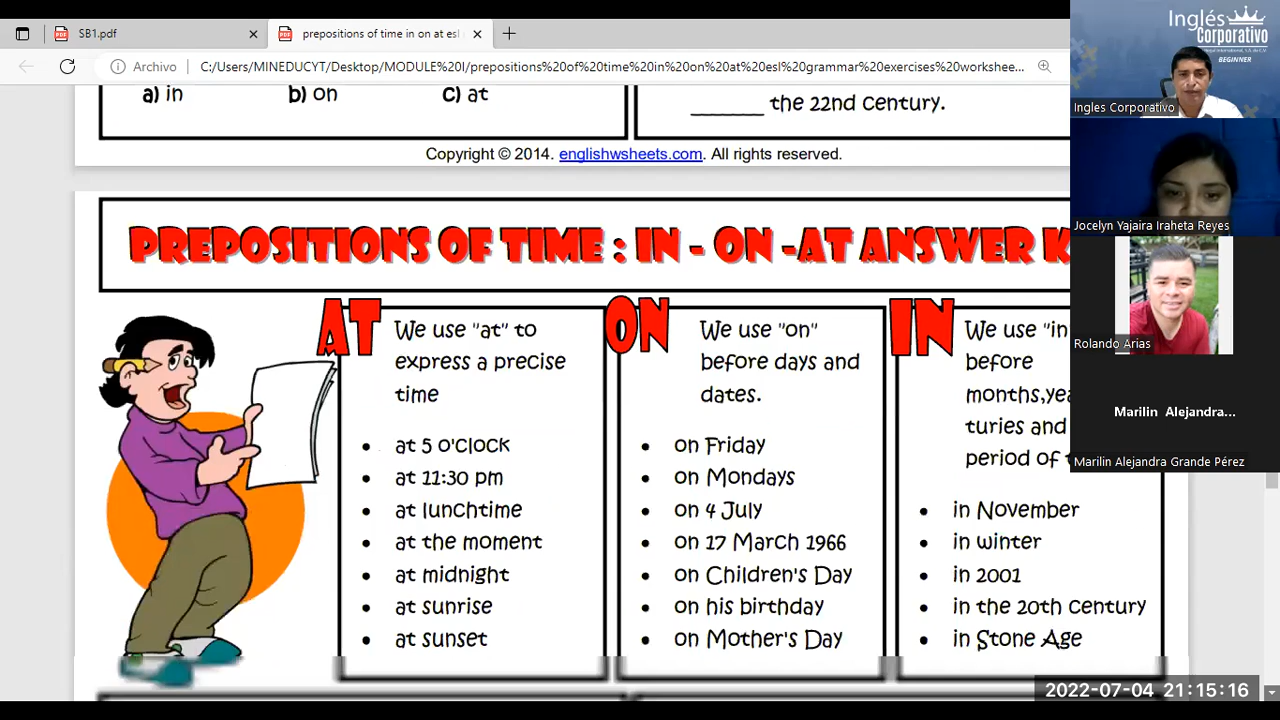 SB1.pdf
prepositions of time in on at esl
Archivo
C:/Users/MINEDUCYT/Desktop/MODULE%20I/prepositions%20of%20time%20in%20on%20at%20esl%20grammar%20exercises%20workshee...
a) in b) on c) at
_______ the 22nd Century.
Copyright © 2014. englishwsheets.com. All rights reserved.
PREPOSITIONS OF TIME : IN - ON -AT ANSWER K
AT
We use "at" to
express a precise
time
• at 5 o'clock
• at 11:30 pm
• at lunchtime
• at the moment
• at midnight
• at sunrise
• at sunset
ON
We use "on"
before days and
dates.
• on Friday
• on Mondays
• on 4 July
• on 17 March 1966
• on Children's Day
• on his birthday
• on Mother's Day
IN
We use "in
before
months,yea
turies and
period of t
• in November
• in winter
• in 2001
• in the 20th Century
• in Stone Age
Inglés
Corporativo
BEGINNER
Ingles Corporativo
Jocelyn Yajaira Iraheta Reyes
Rolando Arias
Marilin Alejandra...
Marilin Alejandra Grande Pérez
2022-07-04 21:15:16